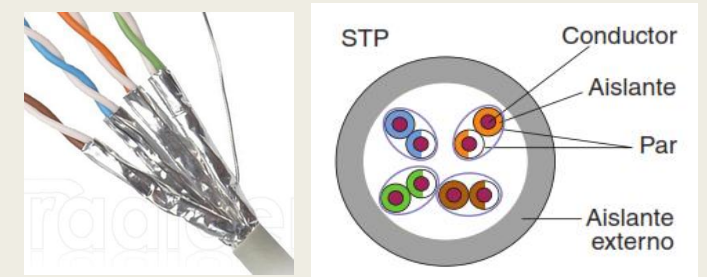 STP
Conductor
Aislante
Par
Aislante
externo